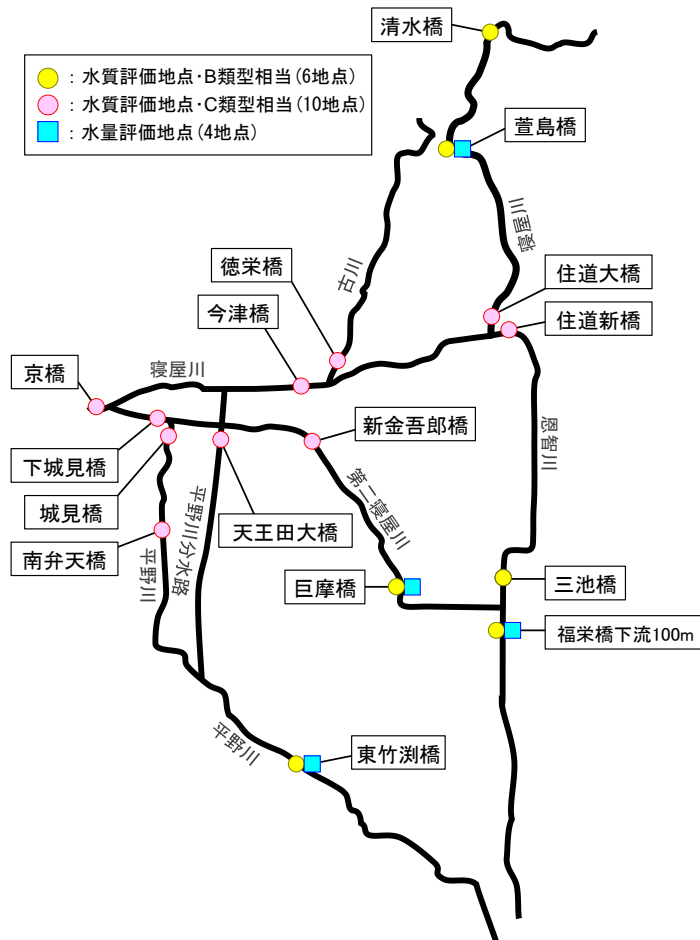 清水橋
：水質評価地点・B類型相当(6地点)
：水質評価地点・C類型相当(10地点)
：水量評価地点(4地点)
萱島橋
寝屋川
徳栄橋
古川
住道大橋
今津橋
住道新橋
寝屋川
京橋
恩智川
新金吾郎橋
下城見橋
城見橋
天王田大橋
第二寝屋川
南弁天橋
平野川分水路
平野川
巨摩橋
三池橋
福栄橋下流100m
平野川
東竹渕橋